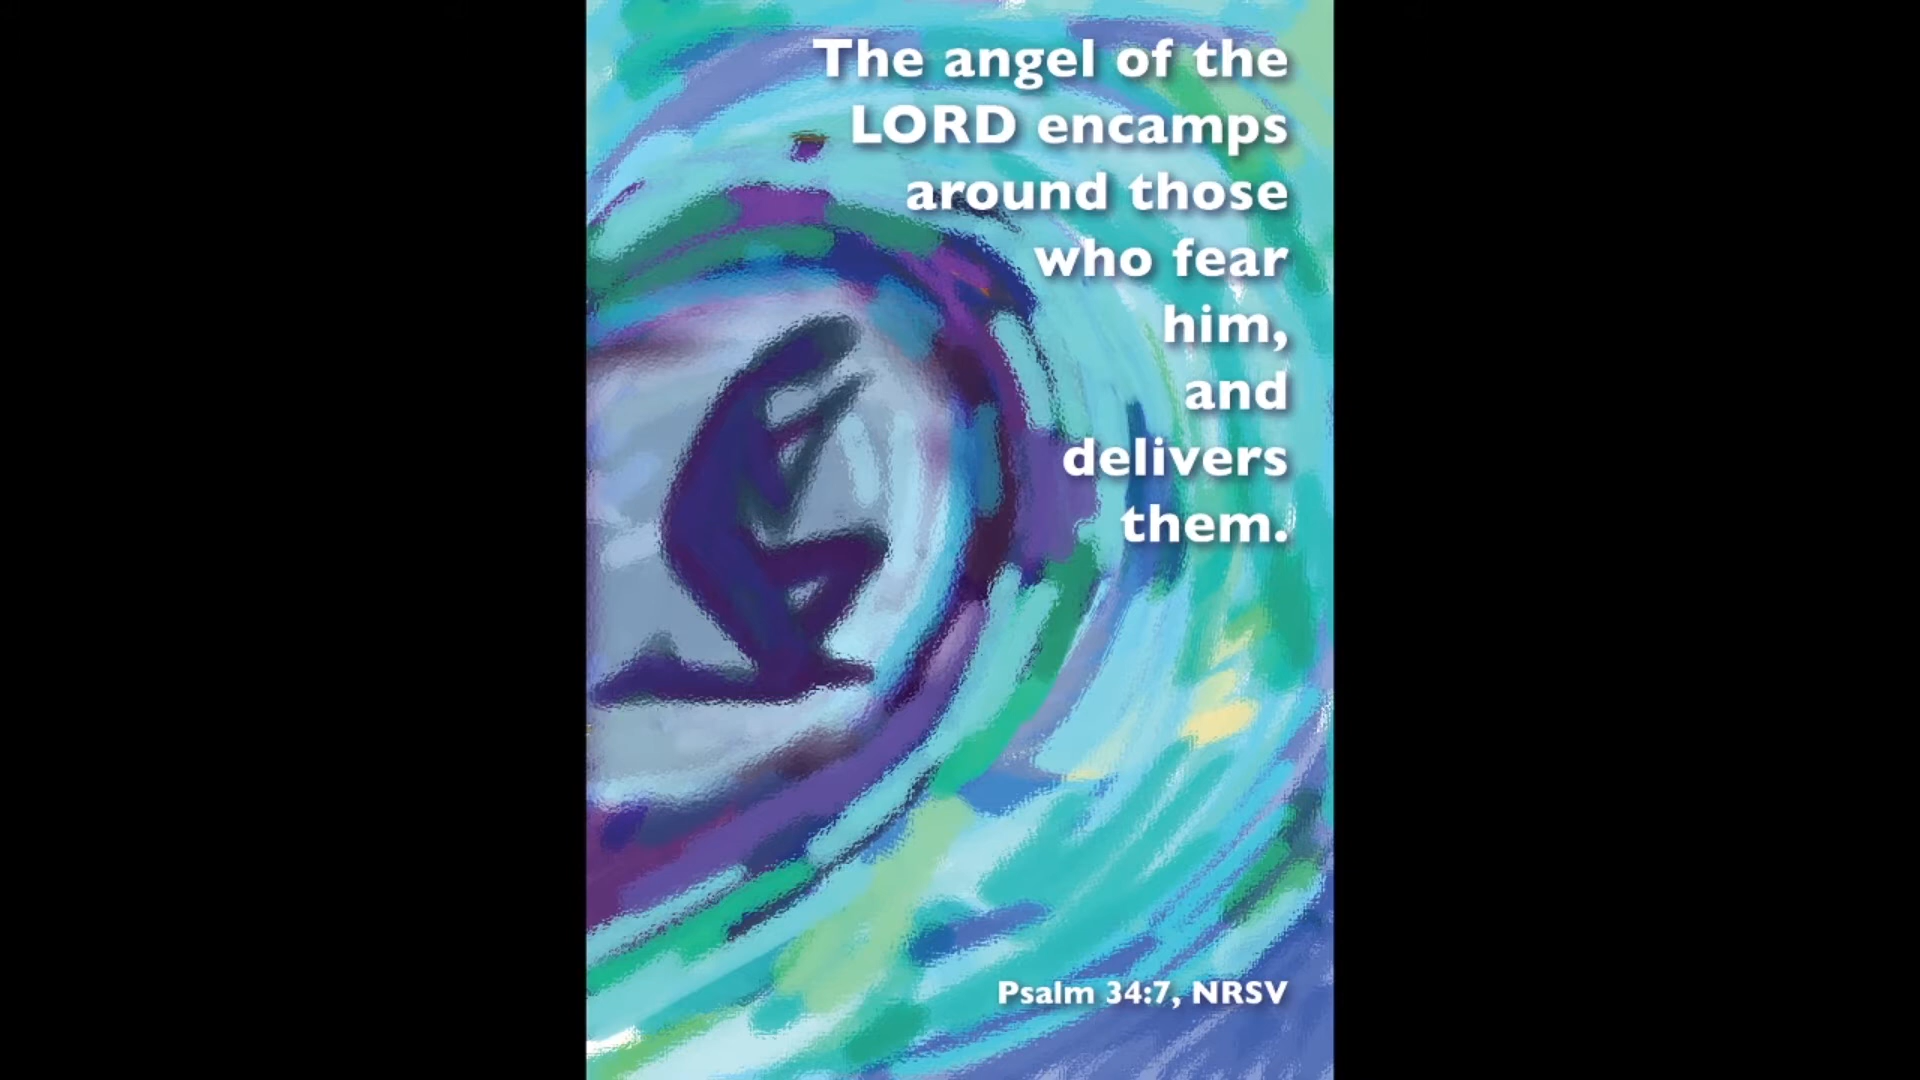 The angel of the
LORD encamps
around those
who fear
him,
and
delivers
them.
Psalm 34:7, NRSV